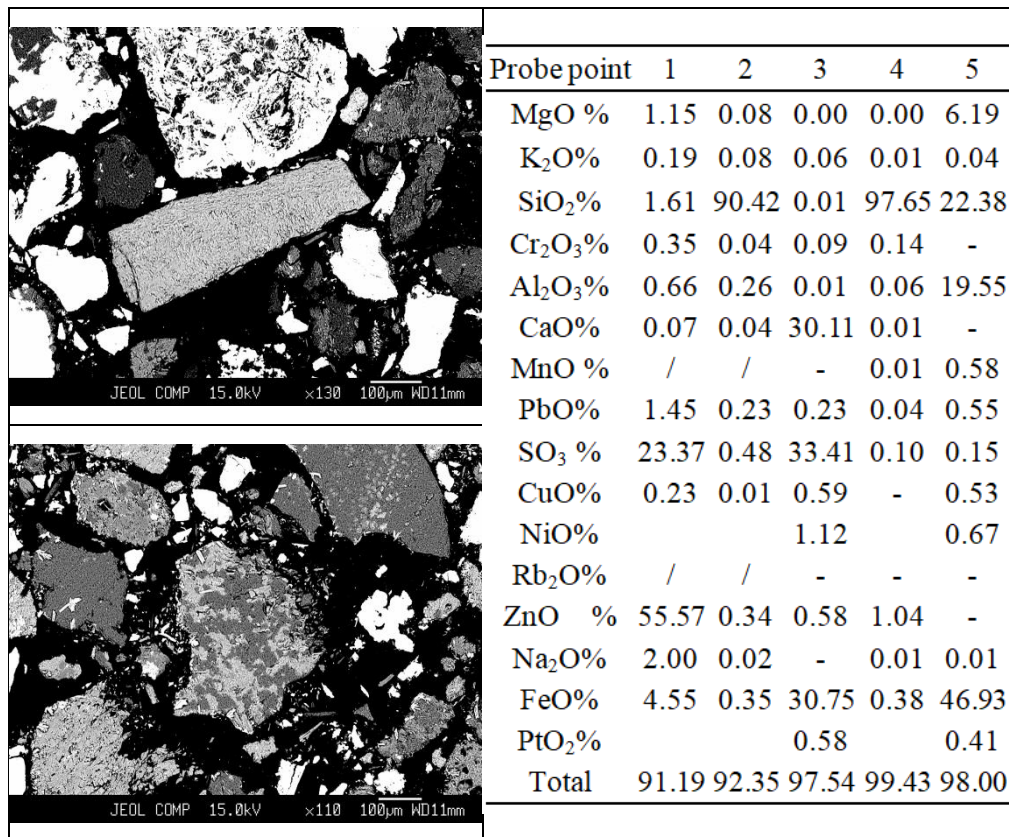 JEOL COMP 15.0kV ×130 100μm WD11mm
JEOL COMP 15.0kV ×110 100μm WD11mm
Probe point 1 2 3 4 5
MgO % 1.15 0.08 0.00 0.00 6.19
K₂O% 0.19 0.08 0.06 0.01 0.04
SiO₂% 1.61 90.42 0.01 97.65 22.38
Cr₂O₃% 0.35 0.04 0.09 0.14 -
Al₂O₃% 0.66 0.26 0.01 0.06 19.55
CaO% 0.07 0.04 30.11 0.01 -
MnO % / / - 0.01 0.58
PbO% 1.45 0.23 0.23 0.04 0.55
SO₃ % 23.37 0.48 33.41 0.10 0.15
CuO% 0.23 0.01 0.59 - 0.53
NiO% 1.12 0.67
Rb₂O% / / - - -
ZnO % 55.57 0.34 0.58 1.04 -
Na₂O% 2.00 0.02 - 0.01 0.01
FeO% 4.55 0.35 30.75 0.38 46.93
PtO₂% 0.58 0.41
Total 91.19 92.35 97.54 99.43 98.00